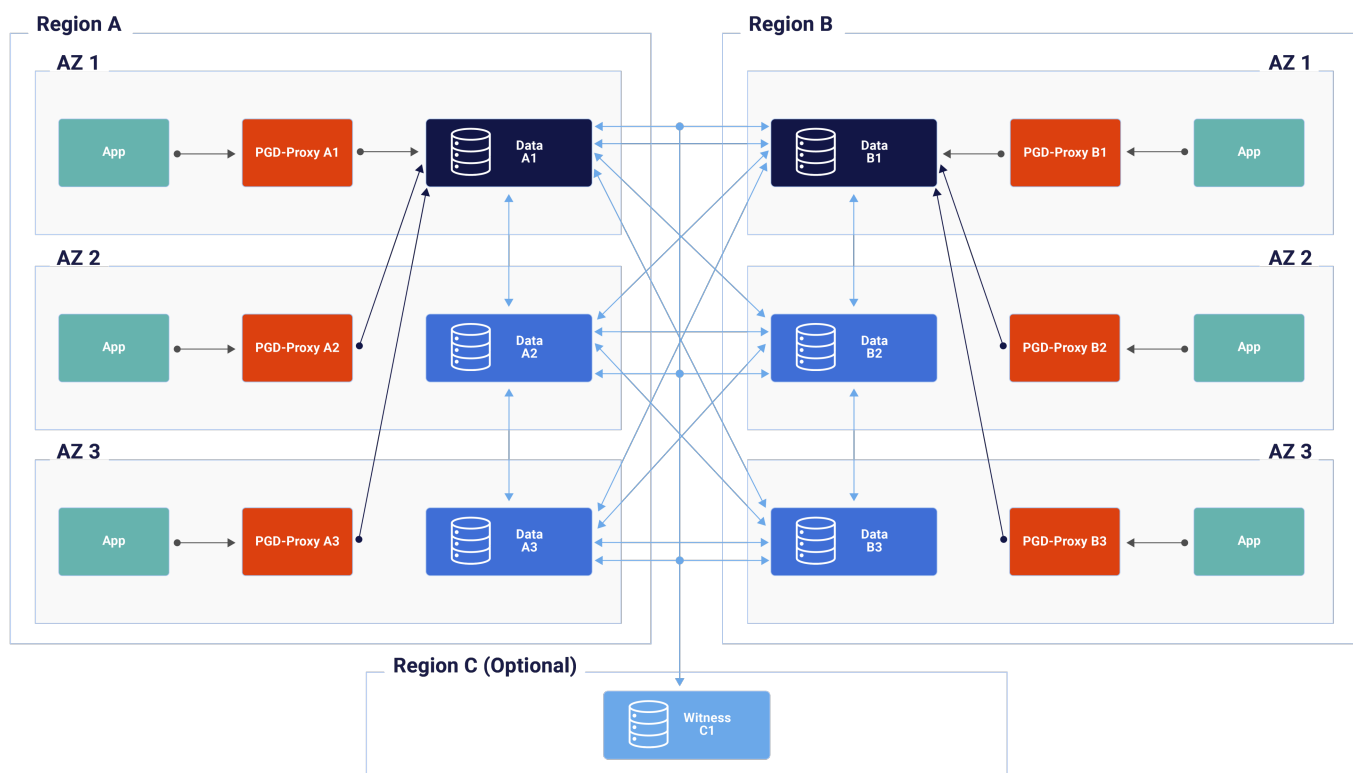 Region A
Region B
AZ 1
AZ 1
App
PGD-Proxy A1
Data
A1
Data
B1
PGD-Proxy B1
App
AZ 2
AZ 2
App
PGD-Proxy A2
Data
A2
Data
B2
PGD-Proxy B2
App
AZ 3
AZ 3
App
PGD-Proxy A3
Data
A3
Data
B3
PGD-Proxy B3
App
Region C (Optional)
Witness
C1